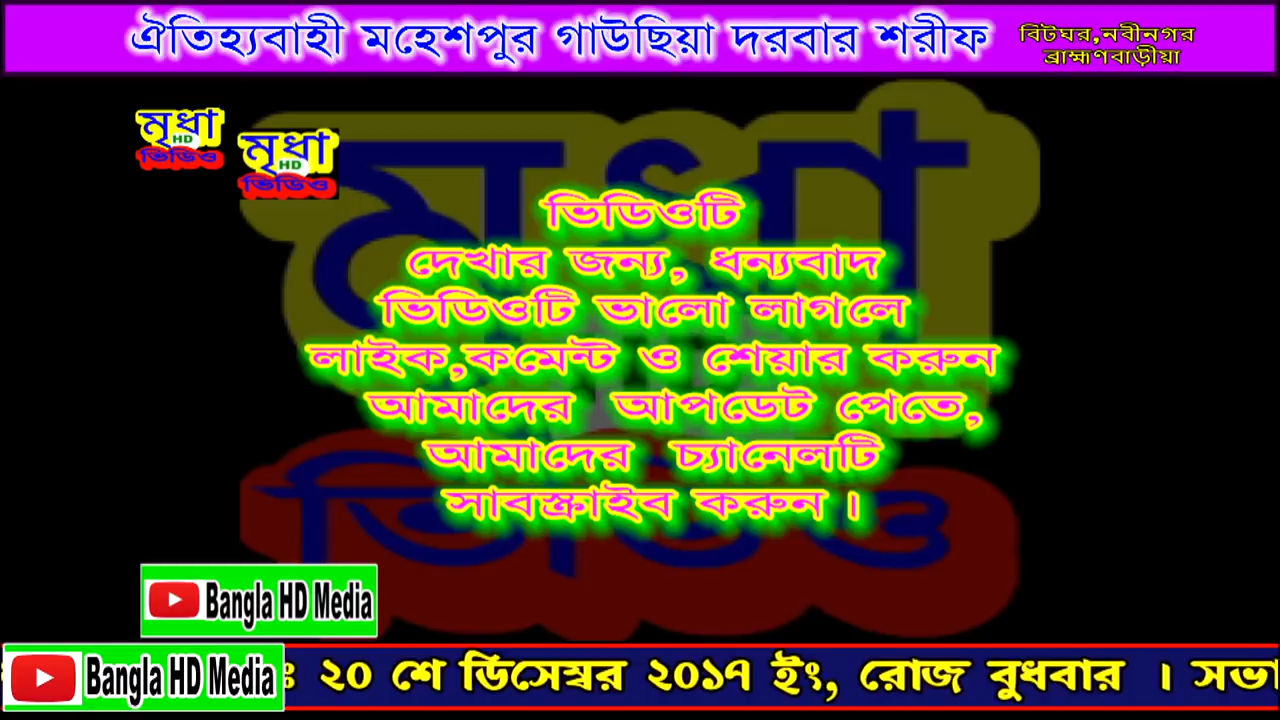 ঐতিহ্যবাহী মহেশপুর গাউছিয়া দরবার শরীফ
বিটঘর,নবীনগর
ব্রাহ্মণবাড়ীয়া
মৃধা
HD
ভিডিও
মৃধা
HD
ভিডিও
মৃধা
ভিডিও
ভিডিওটি
দেখার জন্য, ধন্যবাদ
ভিডিওটি ভালো লাগলে
লাইক,কমেন্ট ও শেয়ার করুন
আমাদের আপডেট পেতে,
আমাদের চ্যানেলটি
সাবস্ক্রাইব করুন ।
Bangla HD Media
Bangla HD Media
ঃ ২০ শে ডিসেম্বর ২০১৭ ইং, রোজ বুধবার । সভা